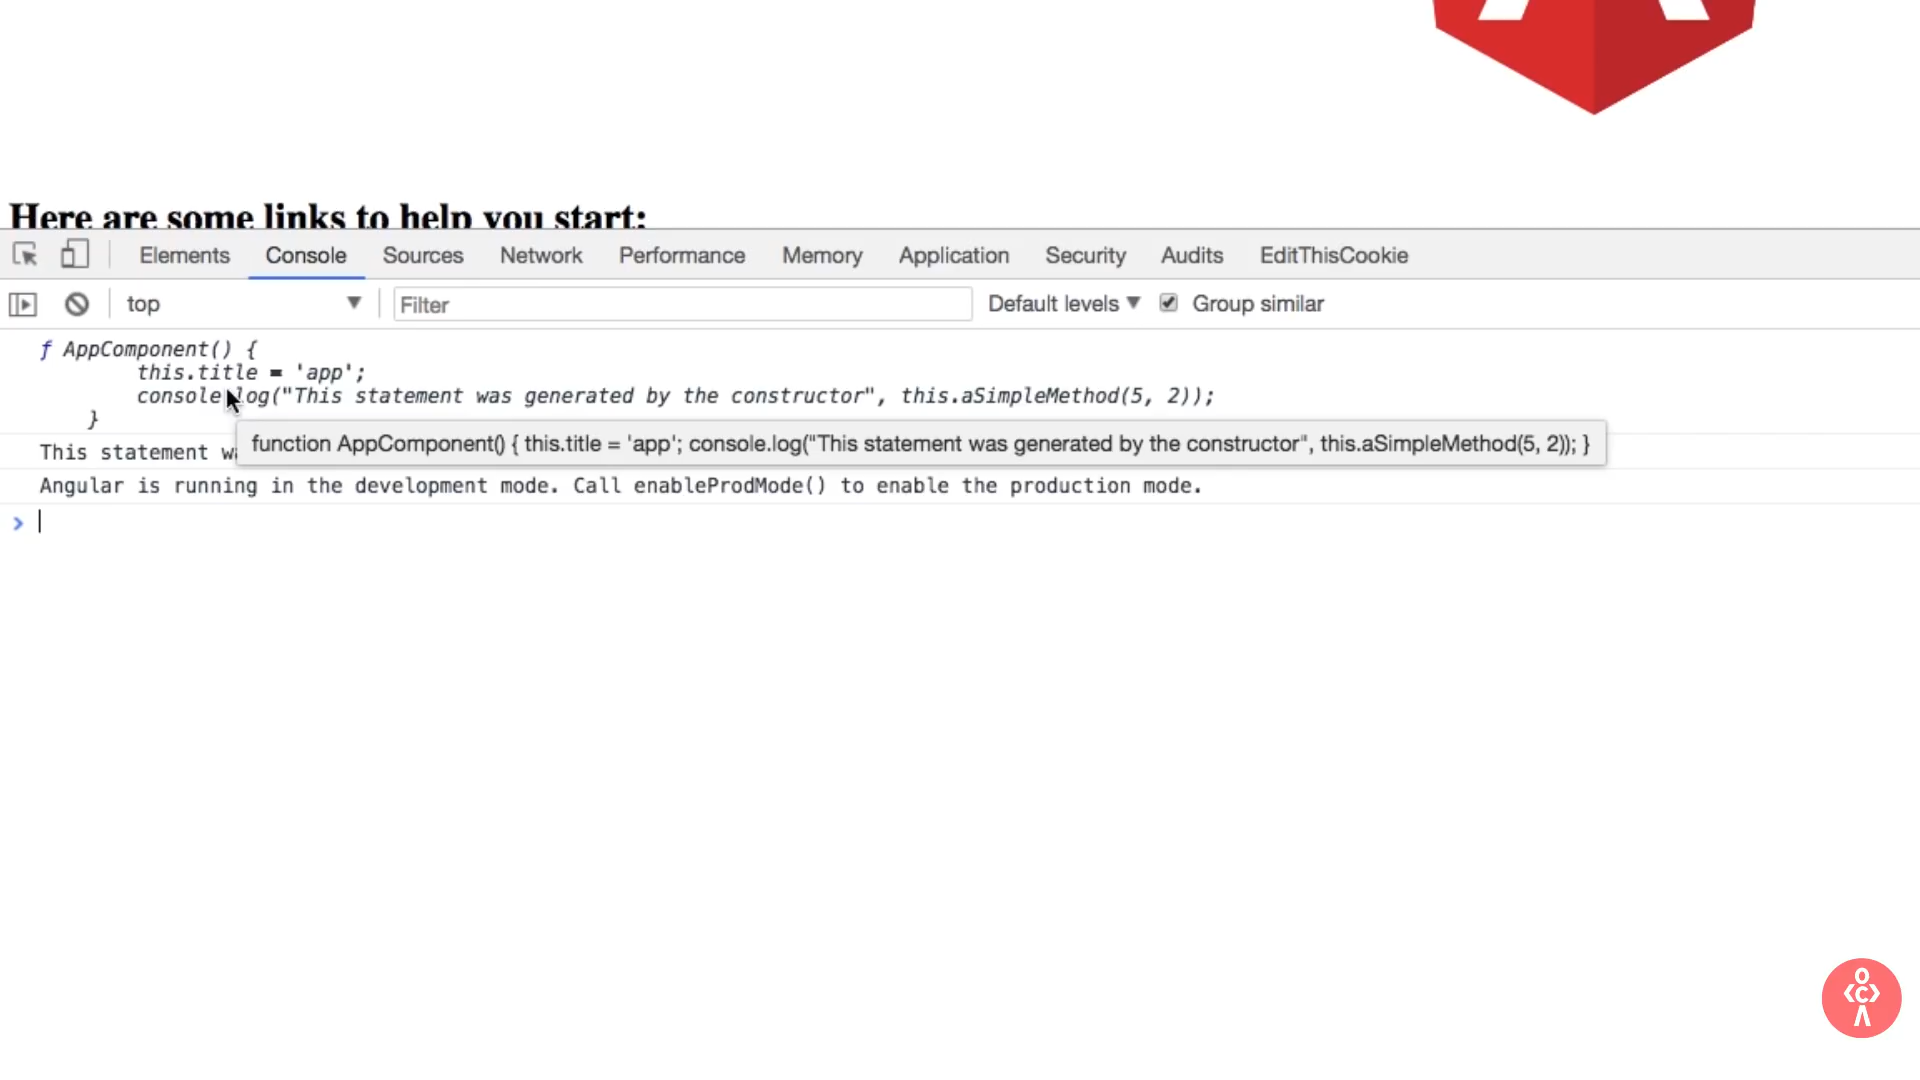 Here are some links to help you start:
Elements Console Sources Network Performance Memory Application Security Audits EditThisCookie
top Filter Default levels Group similar
f AppComponent() {
this.title = 'app';
console.log("This statement was generated by the constructor", this.aSimpleMethod(5, 2));
}
function AppComponent() { this.title = 'app'; console.log("This statement was generated by the constructor", this.aSimpleMethod(5, 2)); }
This statement
Angular is running in the development mode. Call enableProdMode() to enable the production mode.